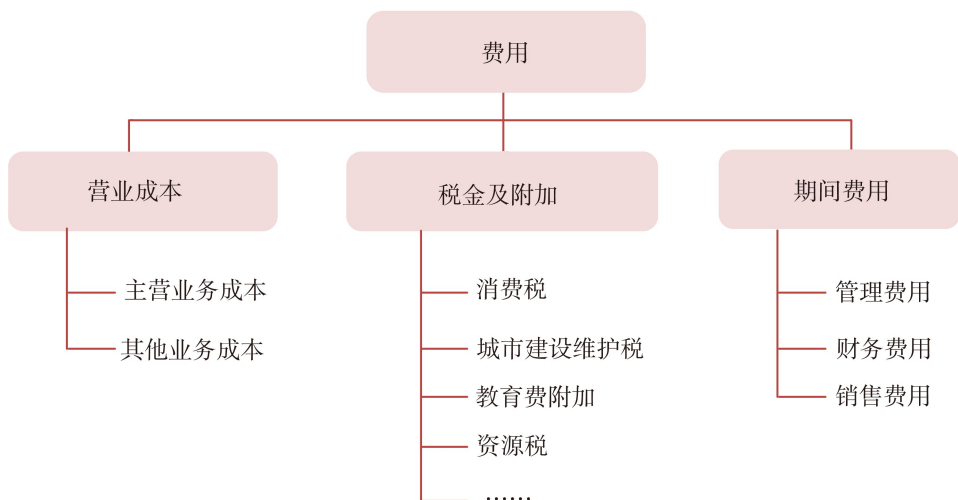 费用
营业成本
主营业务成本
其他业务成本
税金及附加
消费税
城市建设维护税
教育费附加
资源税
……
期间费用
管理费用
财务费用
销售费用